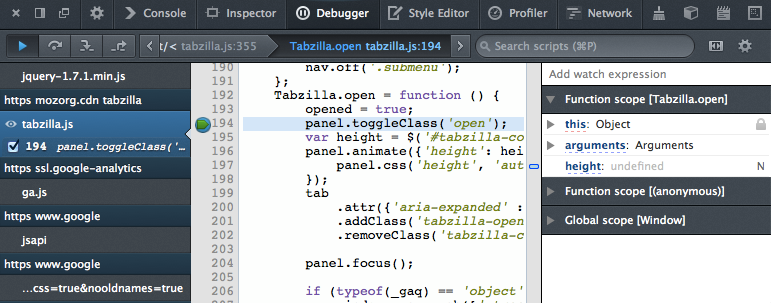 Console Inspector Debugger Style Editor Profiler Network
t/< tabzilla.js:355 Tabzilla.open tabzilla.js:194 Search scripts (⌘P)
jquery-1.7.1.js
https mozorg.cdn tabzilla
tabzilla.js
194 panel.toggleClass('...
https ssl.google-analytics
ga.js
https www.google
jsapi
https www.google
...css=true&nooldnames=true
190 nav.off('.submenu');
191 };
192 Tabzilla.open = function () {
193 opened = true;
194 panel.toggleClass('open');
195 var height = $('#tabzilla-co
196 panel.animate({'height': hei
197 panel.css('height', 'aut
198 });
199 tab
200 .attr({'aria-expanded' :
201 .addClass('tabzilla-open
202 .removeClass('tabzilla-c
203
204 panel.focus();
205
206 if (typeof(_gaq) == 'object'
Add watch expression
Function scope [Tabzilla.open]
this: Object
arguments: Arguments
height: undefined N
Function scope [(anonymous)]
Global scope [Window]